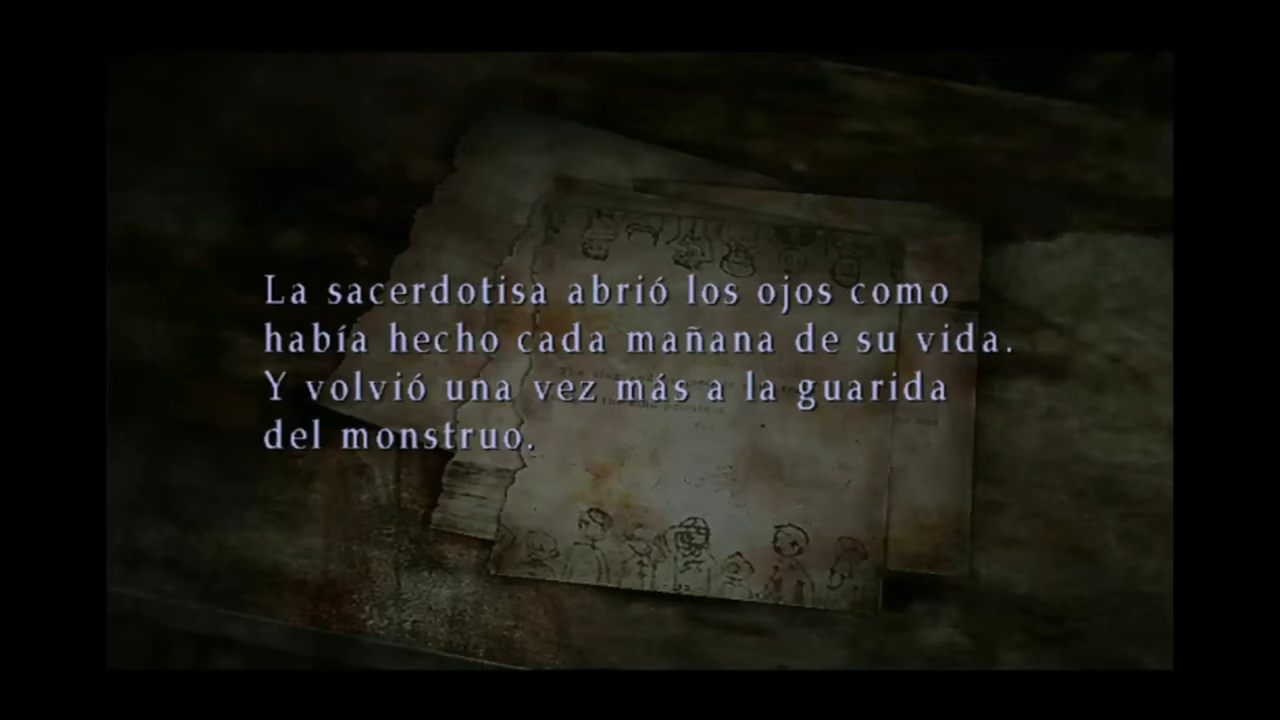 La sacerdotisa abrió los ojos como
había hecho cada mañana de su vida.
Y volvió una vez más a la guarida
del monstruo.